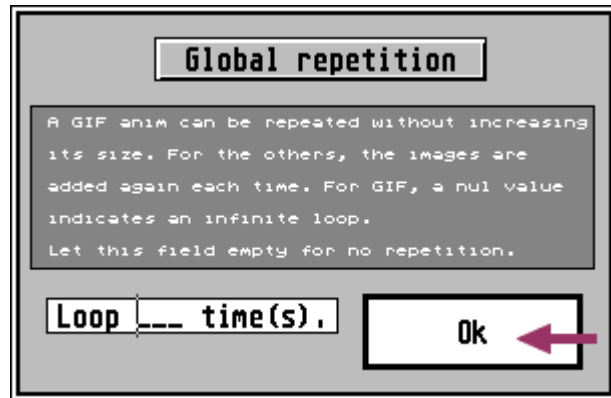 Global repetition
A GIF anim can be repeated without increasing
its size. For the others, the images are
added again each time. For GIF, a nul value
indicates an infinite loop.
Let this field empty for no repetition.
Loop ___ time(s).
Ok